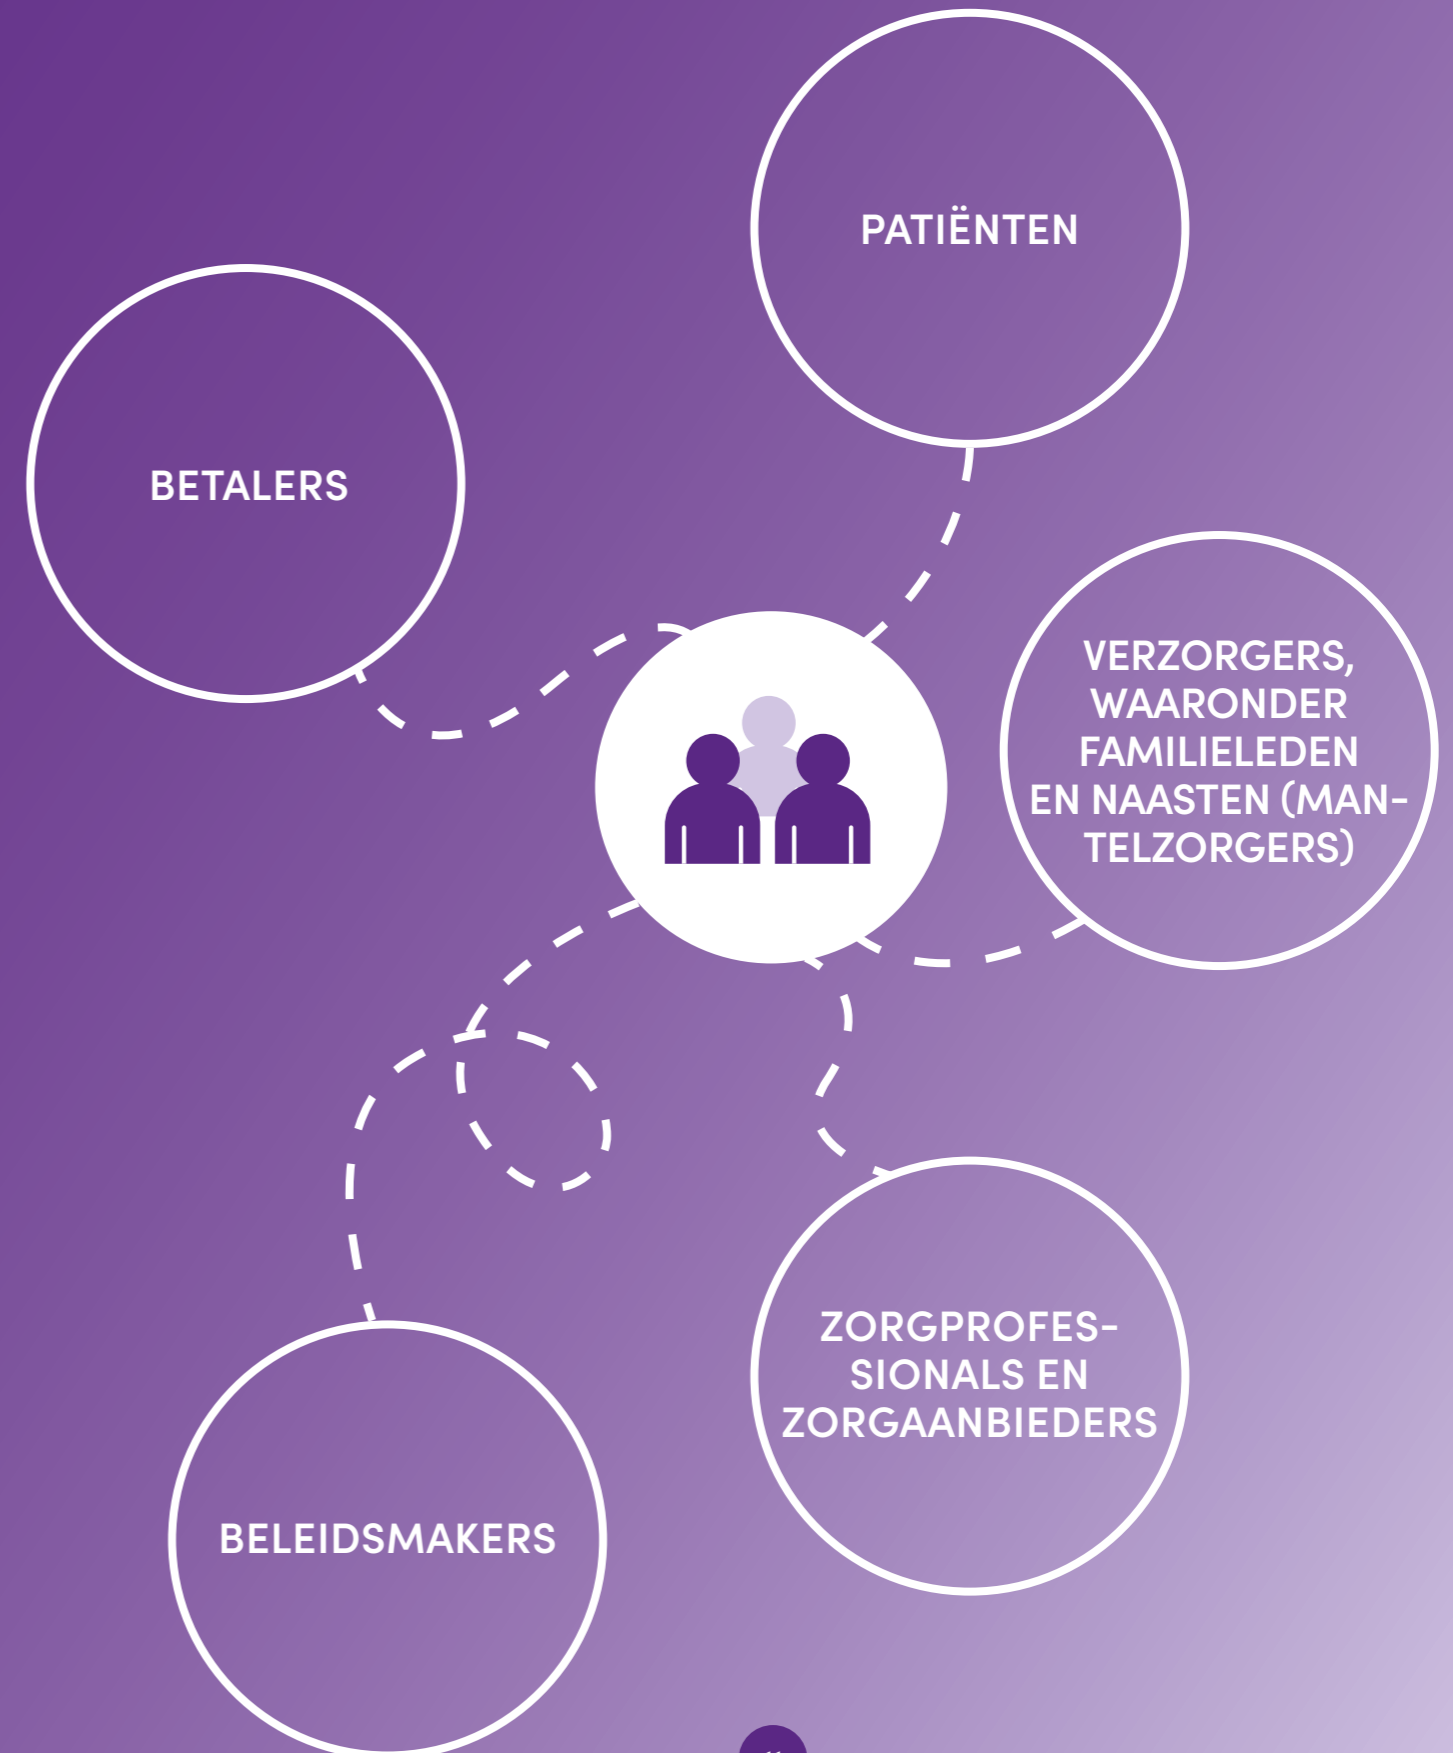 PATIËNTEN
BETALERS
VERZORGERS,
WAARONDER
FAMILIELEDEN
EN NAASTEN (MAN-
TELZORGERS)
ZORGPROFES-
SIONALS EN
ZORGAANBIEDERS
BELEIDSMAKERS